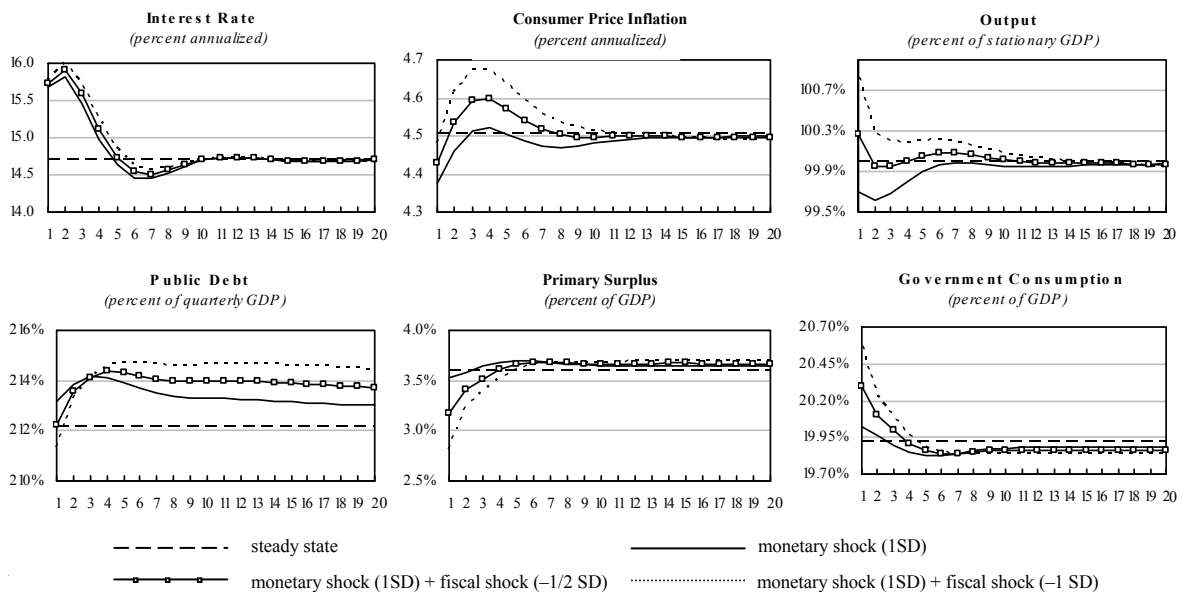 Interest Rate
(percent annualized)
16.0
15.5
15.0
14.5
14.0
1 2 3 4 5 6 7 8 9 10 11 12 13 14 15 16 17 18 19 20
Consumer Price Inflation
(percent annualized)
4.7
4.6
4.5
4.4
4.3
1 2 3 4 5 6 7 8 9 10 11 12 13 14 15 16 17 18 19 20
Output
(percent of stationary GDP)
100.7%
100.3%
99.9%
99.5%
1 2 3 4 5 6 7 8 9 10 11 12 13 14 15 16 17 18 19 20
Public Debt
(percent of quarterly GDP)
216%
214%
212%
210%
1 2 3 4 5 6 7 8 9 10 11 12 13 14 15 16 17 18 19 20
Primary Surplus
(percent of GDP)
4.0%
3.5%
3.0%
2.5%
1 2 3 4 5 6 7 8 9 10 11 12 13 14 15 16 17 18 19 20
Government Consumption
(percent of GDP)
20.70%
20.45%
20.20%
19.95%
19.70%
1 2 3 4 5 6 7 8 9 10 11 12 13 14 15 16 17 18 19 20
steady state
monetary shock (1SD)
monetary shock (1SD) + fiscal shock (–1/2 SD)
monetary shock (1SD) + fiscal shock (–1 SD)